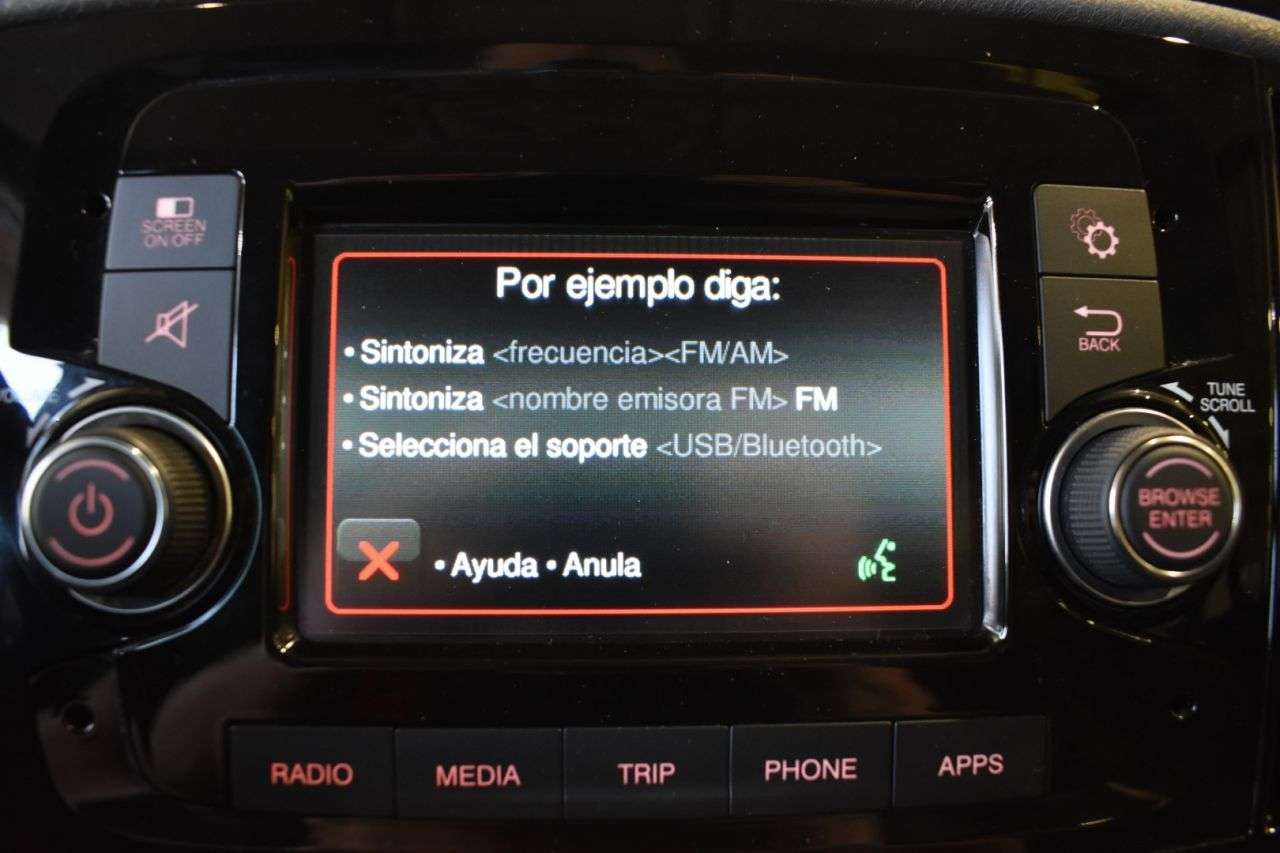 SCREEN
ON OFF
Por ejemplo diga:
• Sintoniza <frecuencia><FM/AM>
• Sintoniza <nombre emisora FM> FM
• Selecciona el soporte <USB/Bluetooth>
• Ayuda • Anula
BACK
TUNE
SCROLL
BROWSE
ENTER
RADIO
MEDIA
TRIP
PHONE
APPS